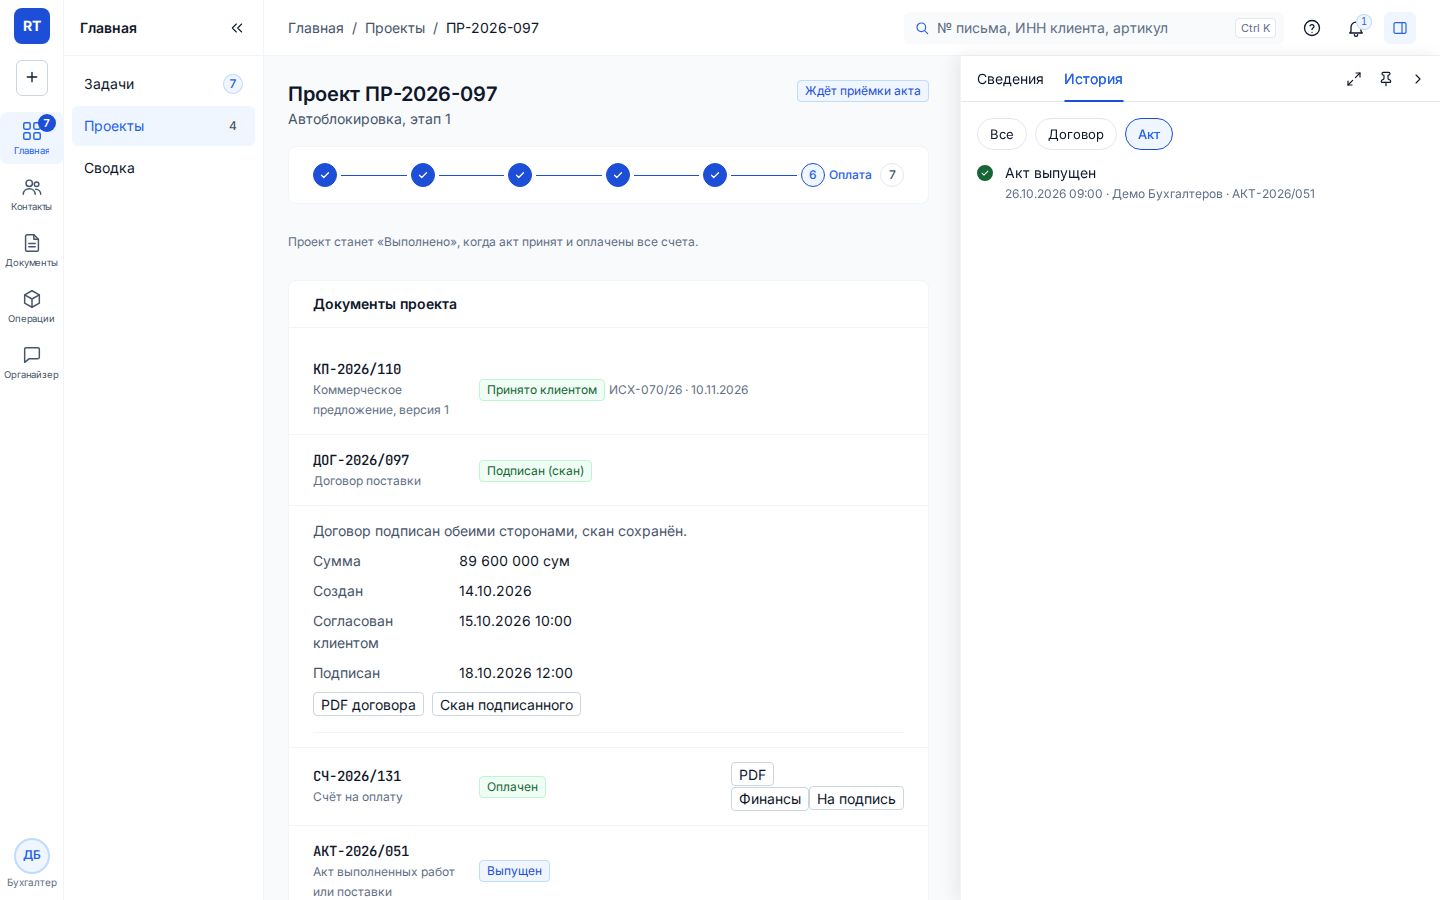 RT
Главная
Главная / Проекты / ПР-2026-097
№ письма, ИНН клиента, артикул
Ctrl K
1
7
Главная
Контакты
Документы
Операции
Органайзер
ДБ
Бухгалтер
Задачи
7
Проекты
4
Сводка
Проект ПР-2026-097
Ждёт приёмки акта
Автоблокировка, этап 1
6 Оплата 7
Проект станет «Выполнено», когда акт принят и оплачены все счета.
Документы проекта
КП-2026/110
Коммерческое
предложение, версия 1
Принято клиентом ИСХ-070/26 · 10.11.2026
ДОГ-2026/097
Договор поставки
Подписан (скан)
Договор подписан обеими сторонами, скан сохранён.
Сумма 89 600 000 сум
Создан 14.10.2026
Согласован 15.10.2026 10:00
клиентом
Подписан 18.10.2026 12:00
PDF договора Скан подписанного
СЧ-2026/131
Счёт на оплату
Оплачен
PDF
Финансы На подпись
АКТ-2026/051
Акт выполненных работ
или поставки
Выпущен
Сведения История
Все Договор Акт
Акт выпущен
26.10.2026 09:00 · Демо Бухгалтеров · АКТ-2026/051